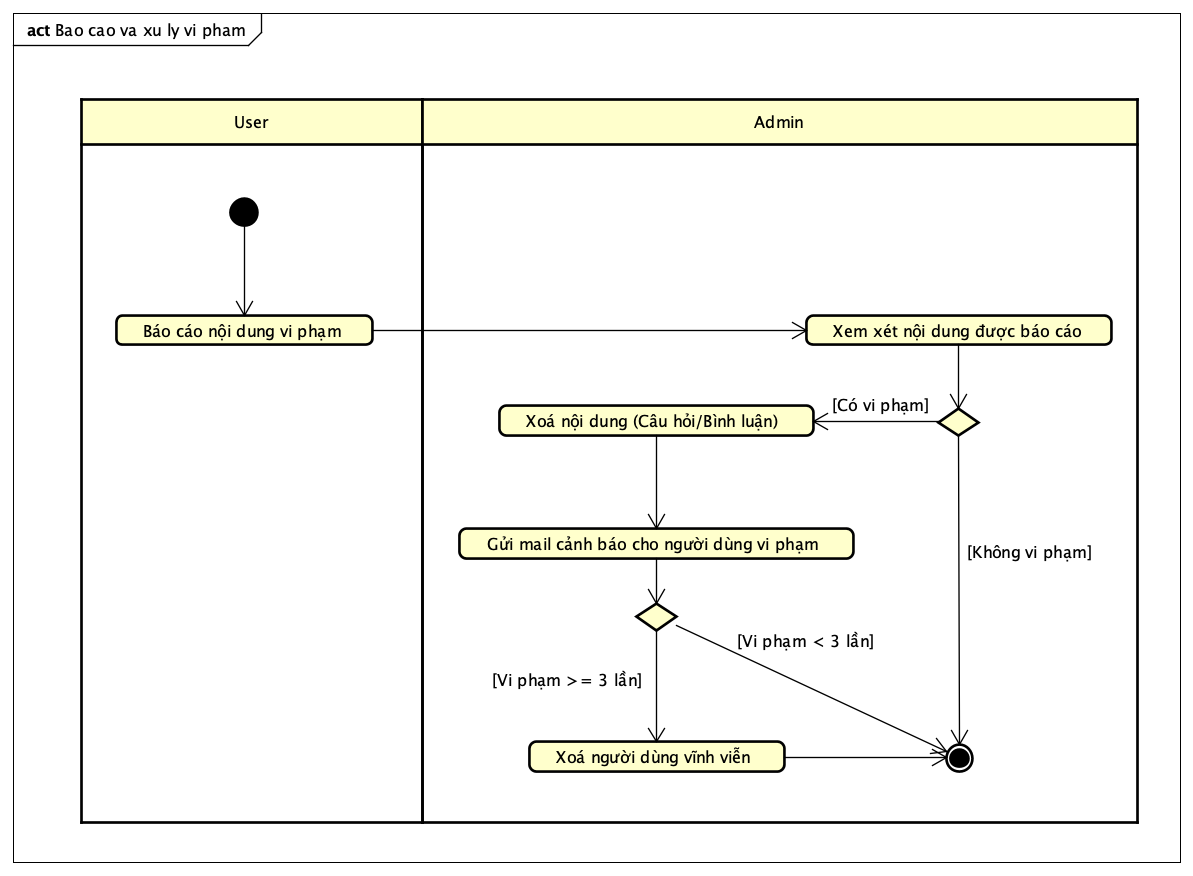 act Bao cao va xu ly vi pham
User
Admin
Báo cáo nội dung vi phạm
Xem xét nội dung được báo cáo
[Có vi phạm]
Xoá nội dung (Câu hỏi/Bình luận)
Gửi mail cảnh báo cho người dùng vi phạm
[Không vi phạm]
[Vi phạm < 3 lần]
[Vi phạm >= 3 lần]
Xoá người dùng vĩnh viễn